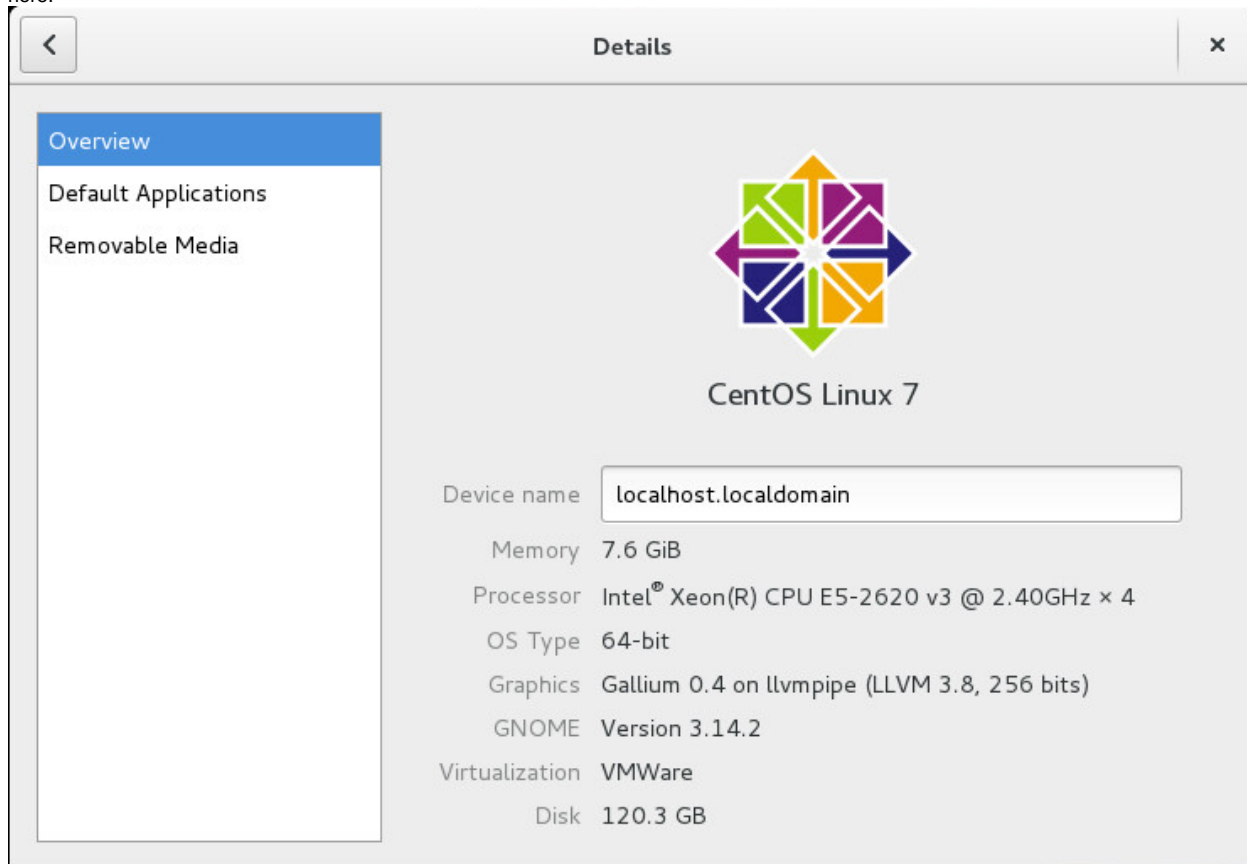 Details
Overview
Default Applications
Removable Media
CentOS Linux 7
Device name localhost.localdomain
Memory 7.6 GiB
Processor Intel® Xeon(R) CPU E5-2620 v3 @ 2.40GHz × 4
OS Type 64-bit
Graphics Gallium 0.4 on llvmpipe (LLVM 3.8, 256 bits)
GNOME Version 3.14.2
Virtualization VMWare
Disk 120.3 GB